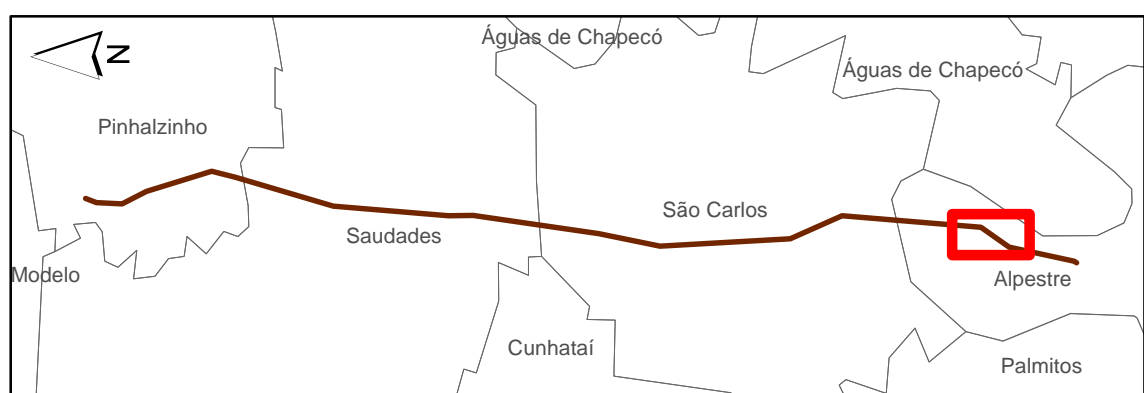 Águas de Chapecó
N
Águas de Chapecó
Pinhalzinho
São Carlos
Saudades
Modelo
Alpestre
Cunhataí
Palmitos